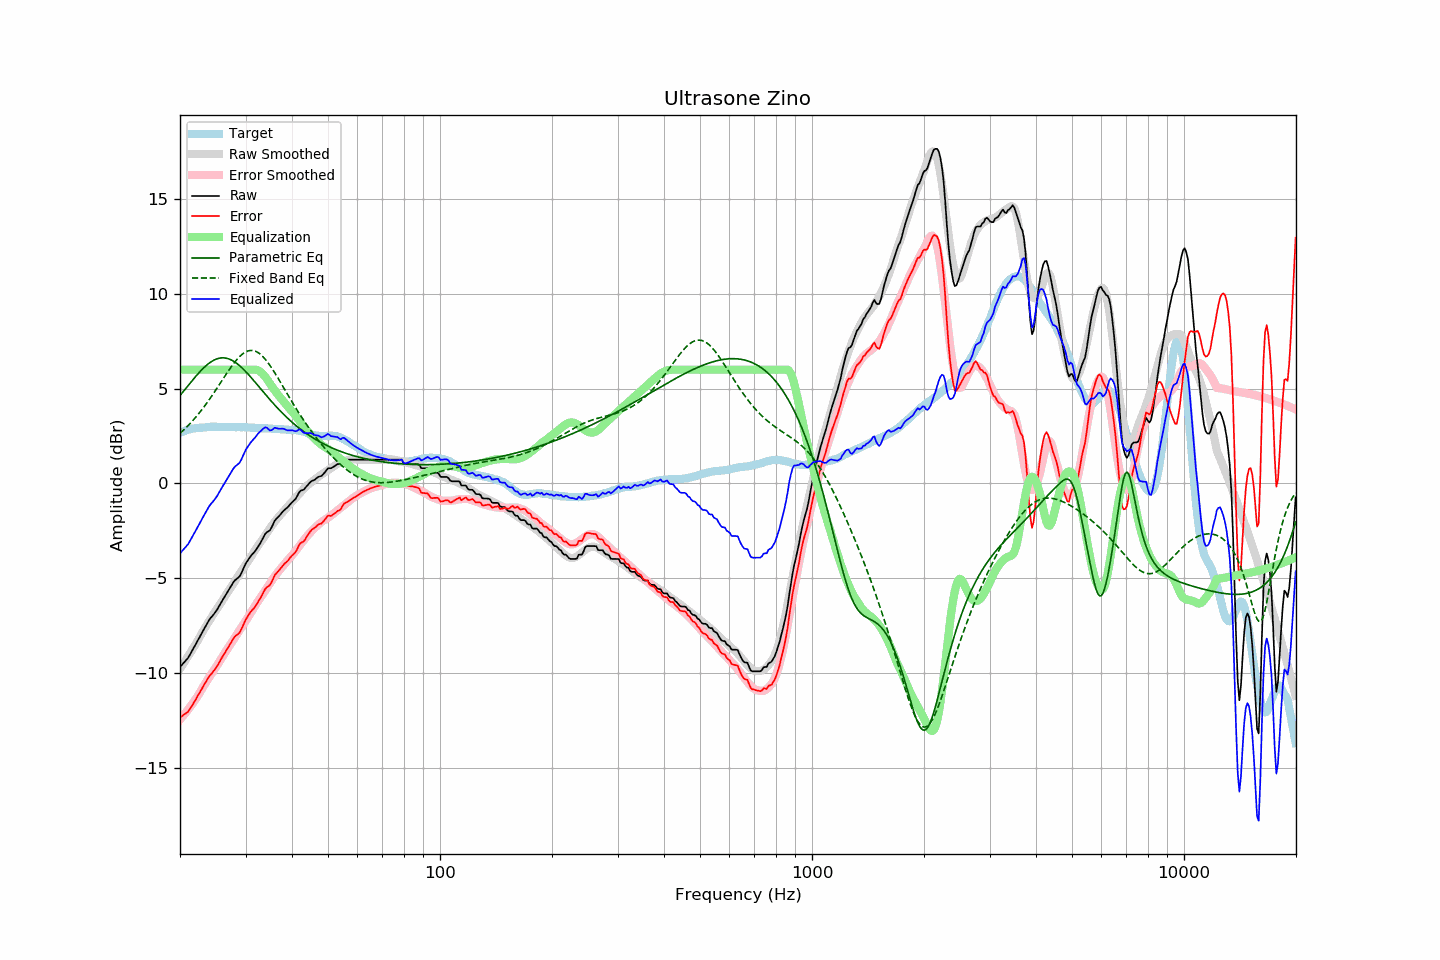 Ultrasone Zino
Target
Raw Smoothed
Error Smoothed
Raw
Error
Equalization
Parametric Eq
Fixed Band Eq
Equalized
15
10
5
0
−5
−10
−15
Amplitude (dBr)
100
1000
10000
Frequency (Hz)